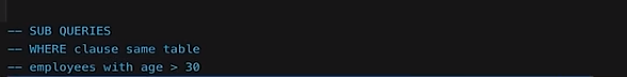 -- SUB QUERIES
-- WHERE clause same table
-- employees with age > 30